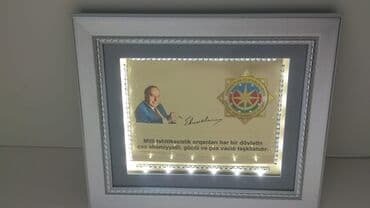 Milli təhlükəsizlik orqanları hər bir dövlətin
çox əhəmiyyətli, güclü və çox vacib təşkilatıdır.